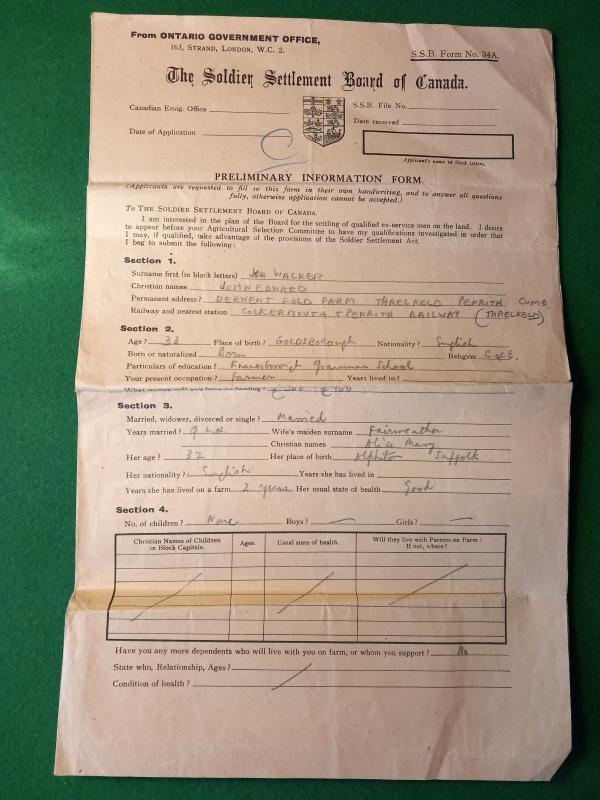 From ONTARIO GOVERNMENT OFFICE,
163, STRAND, LONDON, W.C. 2.
S.S.B. Form No. 34A.
The Soldier Settlement Board of Canada.
Canadian Emig. Office
S.S.B. File No.
Date of Application
Date received
Applicant's name in block letters.
PRELIMINARY INFORMATION FORM.
(Applicants are requested to fill in this form in their own handwriting, and to answer all questions
fully, otherwise application cannot be accepted.)
To THE SOLDIER SETTLEMENT BOARD OF CANADA.
I am interested in the plan of the Board for the settling of qualified ex-service men on the land. I desire
to appear before your Agricultural Selection Committee to have my qualifications investigated in order that
I may, if qualified, take advantage of the provisions of the Soldier Settlement Act.
I beg to submit the following:
Section 1.
Surname first (in block letters) WALKER
Christian names JOHN EDWARD
Permanent address? DERWENT FOLD FARM THRELKELD PENRITH CUMB
Railway and nearest station COCKERMOUTH & PENRITH RAILWAY (THRELKELD)
Section 2.
Age? 33 Place of birth? GOLDSBOROUGH Nationality? English
Born or naturalized Born Religion C of E.
Particulars of education? Knaresborough Grammar School
Your present occupation? farmer Years lived in?
Section 3.
Married, widower, divorced or single? Married
Years married? 9 Wife's maiden surname Fairweather
Christian names Alice Mary
Her age? 32 Her place of birth? Alpheton Suffolk
Her nationality? English Years she has lived in
Years she has lived on a farm 2 years Her usual state of health? Good
Section 4.
No. of children? None Boys? — Girls? —
Christian Names of Children in Block Capitals. Ages. Usual state of health. Will they live with Parents on Farm? If not, where?
Have you any more dependents who will live with you on farm, or whom you support? No
State who, Relationship, Ages?
Condition of health?